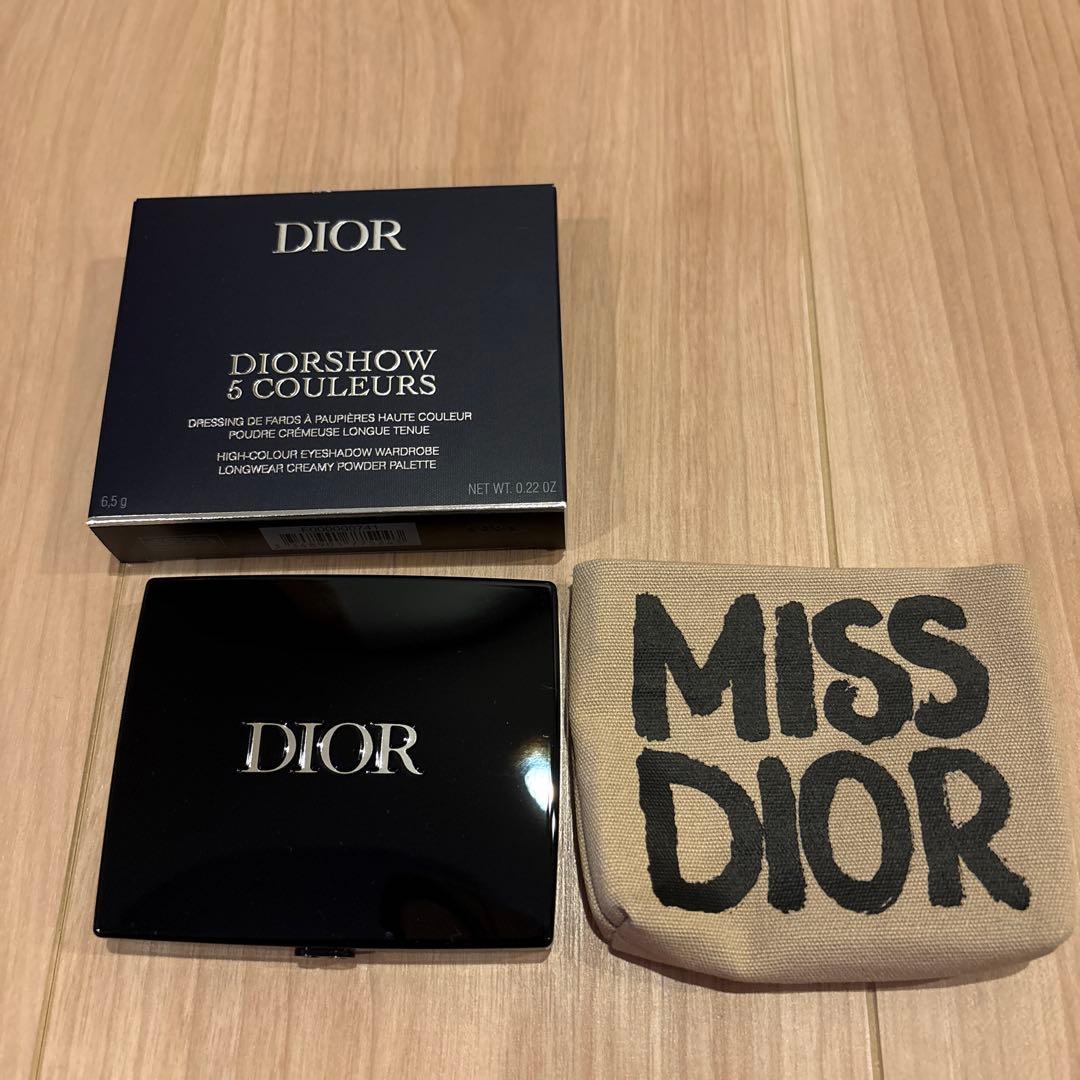 DIOR
DIORSHOW
5 COULEURS
DRESSING DE FARDS À PAUPIÈRES HAUTE COULEUR
POUDRE CRÉMEUSE LONGUE TENUE
HIGH-COLOUR EYESHADOW WARDROBE
LONGWEAR CREAMY POWDER PALETTE
6,5 g
NET WT. 0.22 OZ
F000000741
DIOR
MISS
DIOR